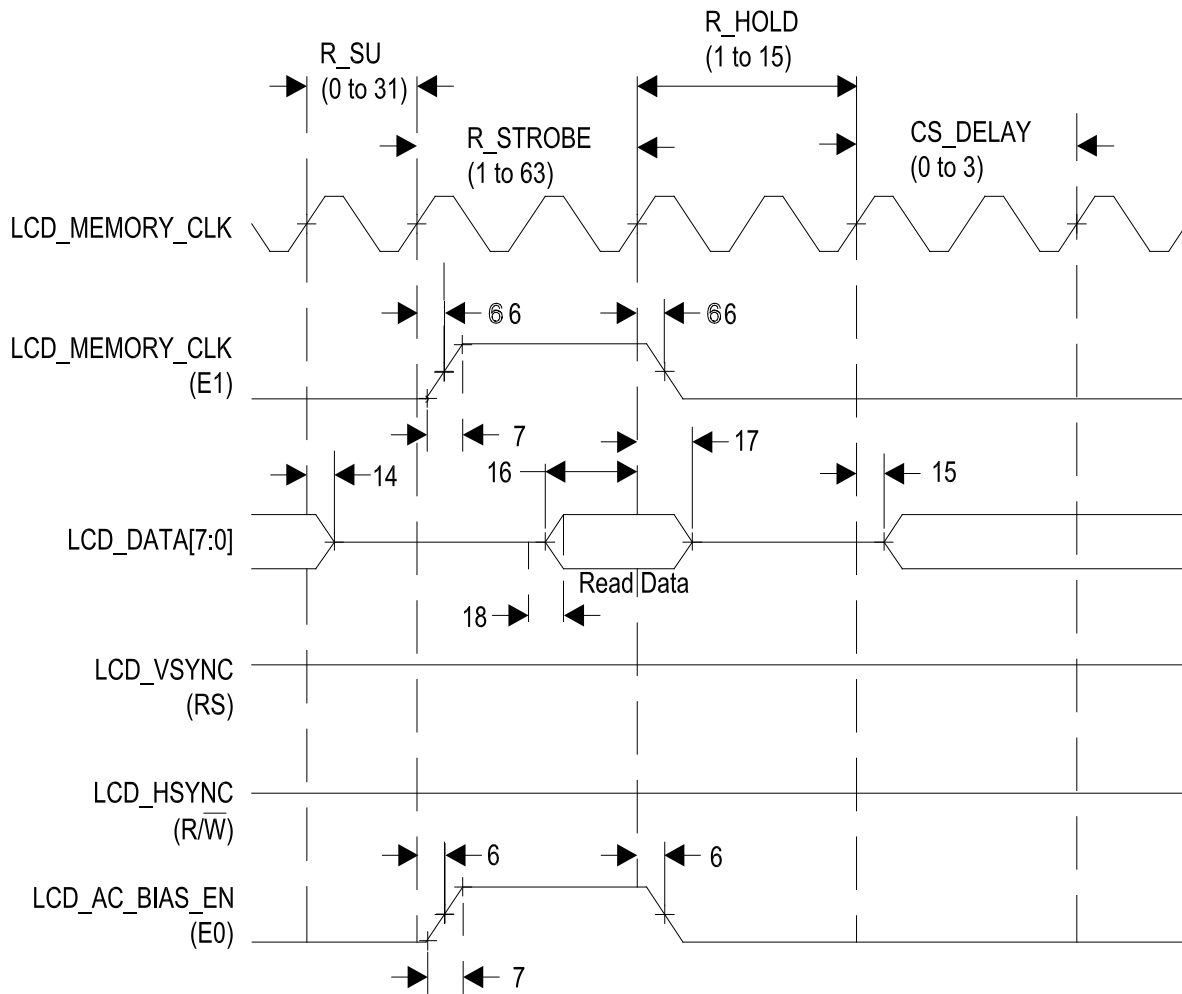 R_HOLD
(1 to 15)
R_SU
(0 to 31)
R_STROBE
(1 to 63)
CS_DELAY
(0 to 3)
LCD_MEMORY_CLK
6 6
6 6
LCD_MEMORY_CLK
(E1)
7
17
14
16
15
LCD_DATA[7:0]
Read Data
18
LCD_VSYNC
(RS)
LCD_HSYNC
(R/W̅)
6
6
LCD_AC_BIAS_EN
(E0)
7